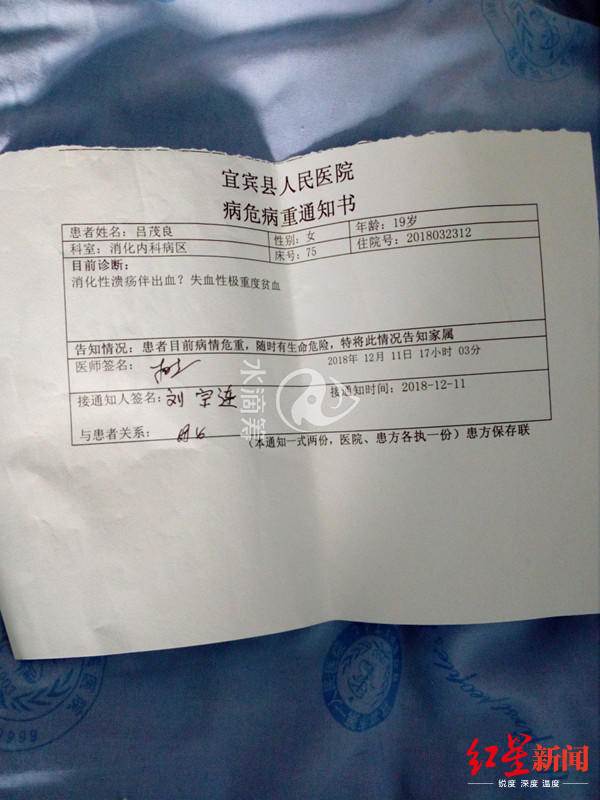 宜宾县人民医院
病危病重通知书
患者姓名：吕茂良 性别：女 年龄：19岁
科室：消化内科病区 床号：75 住院号：2018032312
目前诊断：
消化性溃疡伴出血？失血性极重度贫血
告知情况：患者目前病情危重，随时有生命危险，特将此情况告知家属
医师签名： 2018年 12月 11日 17小时 03分
接通知人签名：刘 接通知时间：2018-12-11
与患者关系： （本通知一式两份，医院、患方各执一份）患方保存联
水滴筹
红星新闻
锐度 深度 温度